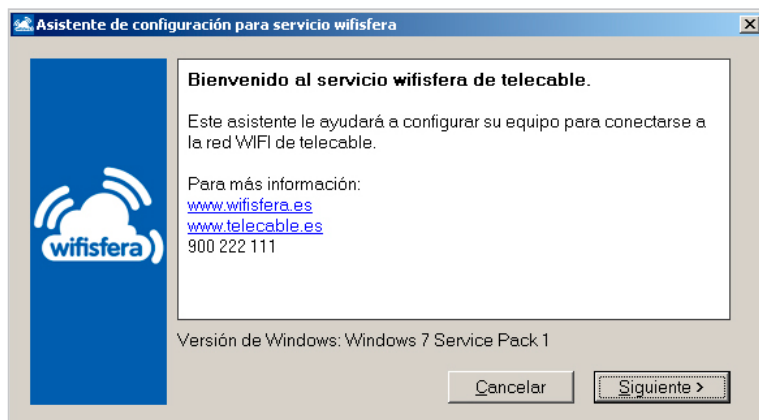 Asistente de configuración para servicio wifisfera
Bienvenido al servicio wifisfera de telecable.
Este asistente le ayudará a configurar su equipo para conectarse a
la red WIFI de telecable.
Para más información:
www.wifisfera.es
www.telecable.es
900 222 111
wifisfera
Versión de Windows: Windows 7 Service Pack 1
Cancelar
Siguiente >